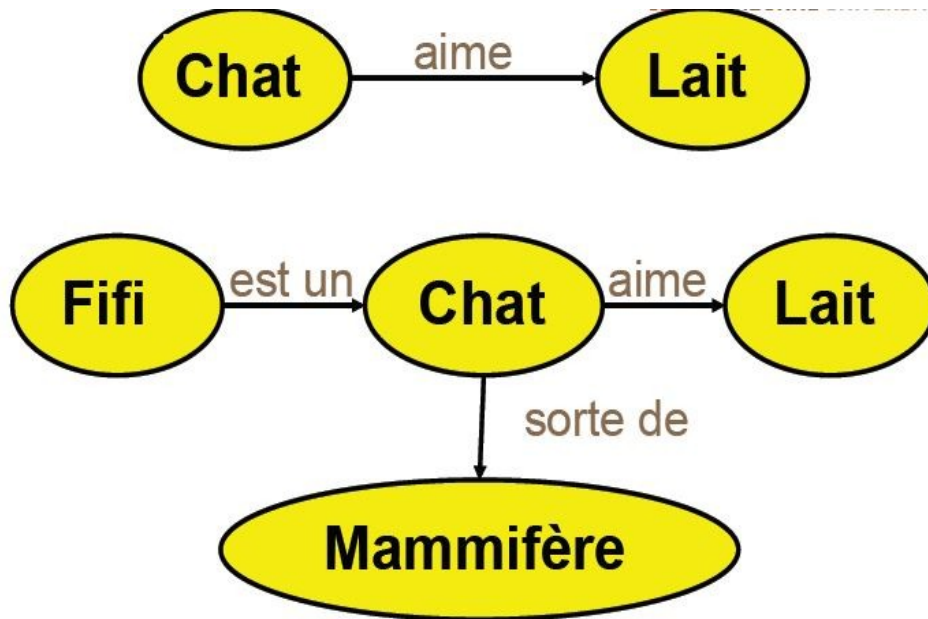 aime
Chat
Lait
est un
aime
Fifi
Chat
Lait
sorte de
Mammifère